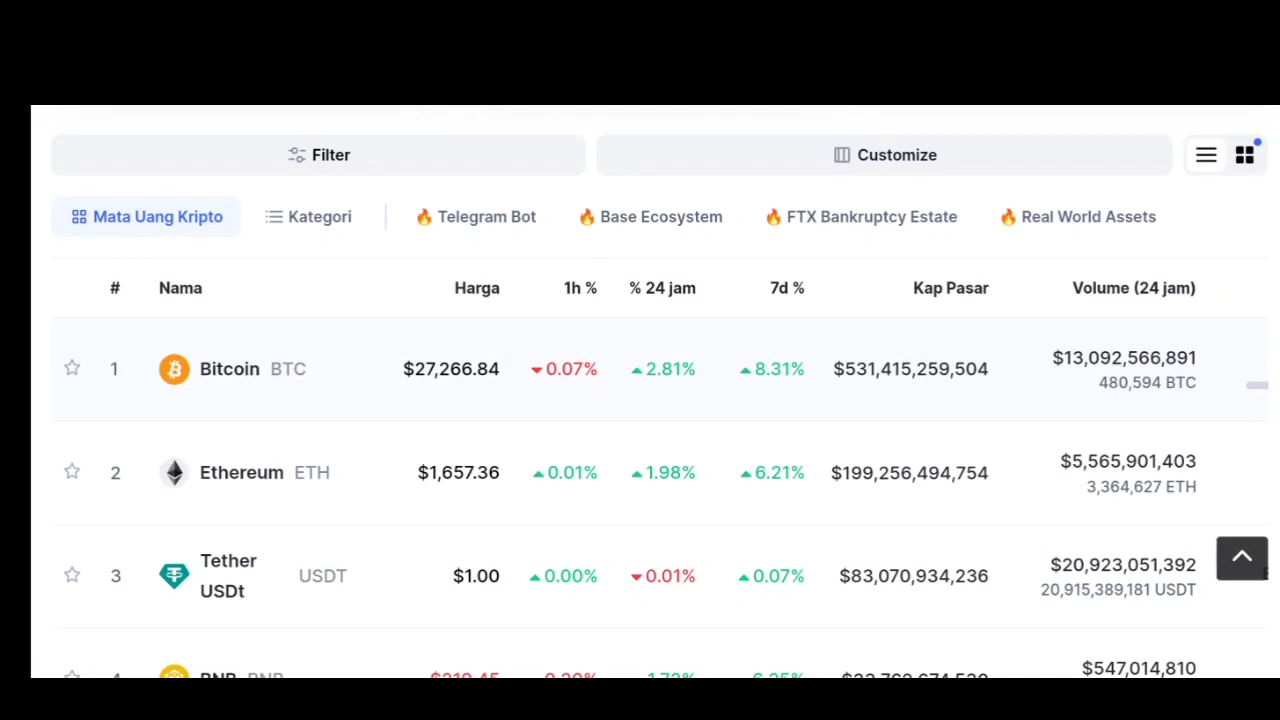 Filter Customize
Mata Uang Kripto Kategori Telegram Bot Base Ecosystem FTX Bankruptcy Estate Real World Assets
# Nama Harga 1h % % 24 jam 7d % Kap Pasar Volume (24 jam)
1 Bitcoin BTC $27,266.84 0.07% 2.81% 8.31% $531,415,259,504 $13,092,566,891
480,594 BTC
2 Ethereum ETH $1,657.36 0.01% 1.98% 6.21% $199,256,494,754 $5,565,901,403
3,364,627 ETH
3 Tether USDt USDT $1.00 0.00% 0.01% 0.07% $83,070,934,236 $20,923,051,392
20,915,389,181 USDT
4 BNB BNB $547,014,810